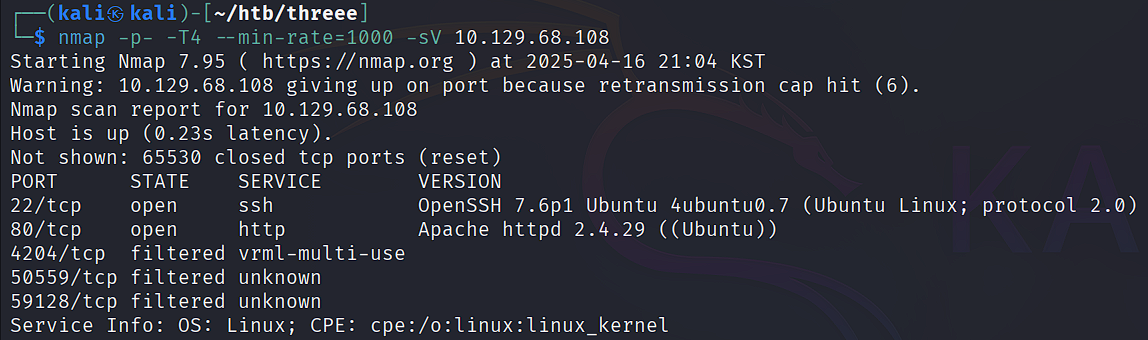 ┌──(kali㉿kali)-[~/htb/threee]
└─$ nmap -p- -T4 --min-rate=1000 -sV 10.129.68.108
Starting Nmap 7.95 ( https://nmap.org ) at 2025-04-16 21:04 KST
Warning: 10.129.68.108 giving up on port because retransmission cap hit (6).
Nmap scan report for 10.129.68.108
Host is up (0.23s latency).
Not shown: 65530 closed tcp ports (reset)
PORT      STATE    SERVICE        VERSION
22/tcp    open     ssh            OpenSSH 7.6p1 Ubuntu 4ubuntu0.7 (Ubuntu Linux; protocol 2.0)
80/tcp    open     http           Apache httpd 2.4.29 ((Ubuntu))
4204/tcp  filtered vrml-multi-use
50559/tcp filtered unknown
59128/tcp filtered unknown
Service Info: OS: Linux; CPE: cpe:/o:linux:linux_kernel
KA